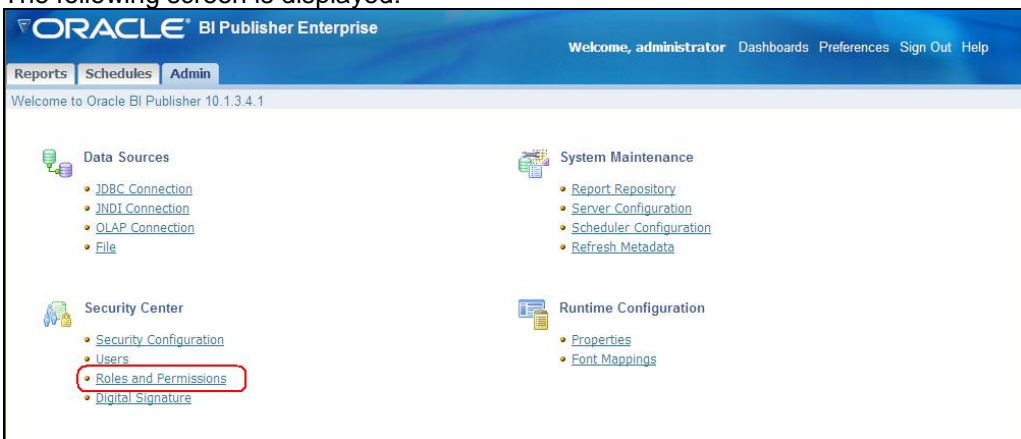 The following screen is displayed:
ORACLE® BI Publisher Enterprise
Welcome, administrator Dashboards Preferences Sign Out Help
Reports Schedules Admin
Welcome to Oracle BI Publisher 10.1.3.4.1
Data Sources
JDBC Connection
JNDI Connection
OLAP Connection
File
System Maintenance
Report Repository
Server Configuration
Scheduler Configuration
Refresh Metadata
Security Center
Security Configuration
Users
Roles and Permissions
Digital Signature
Runtime Configuration
Properties
Font Mappings